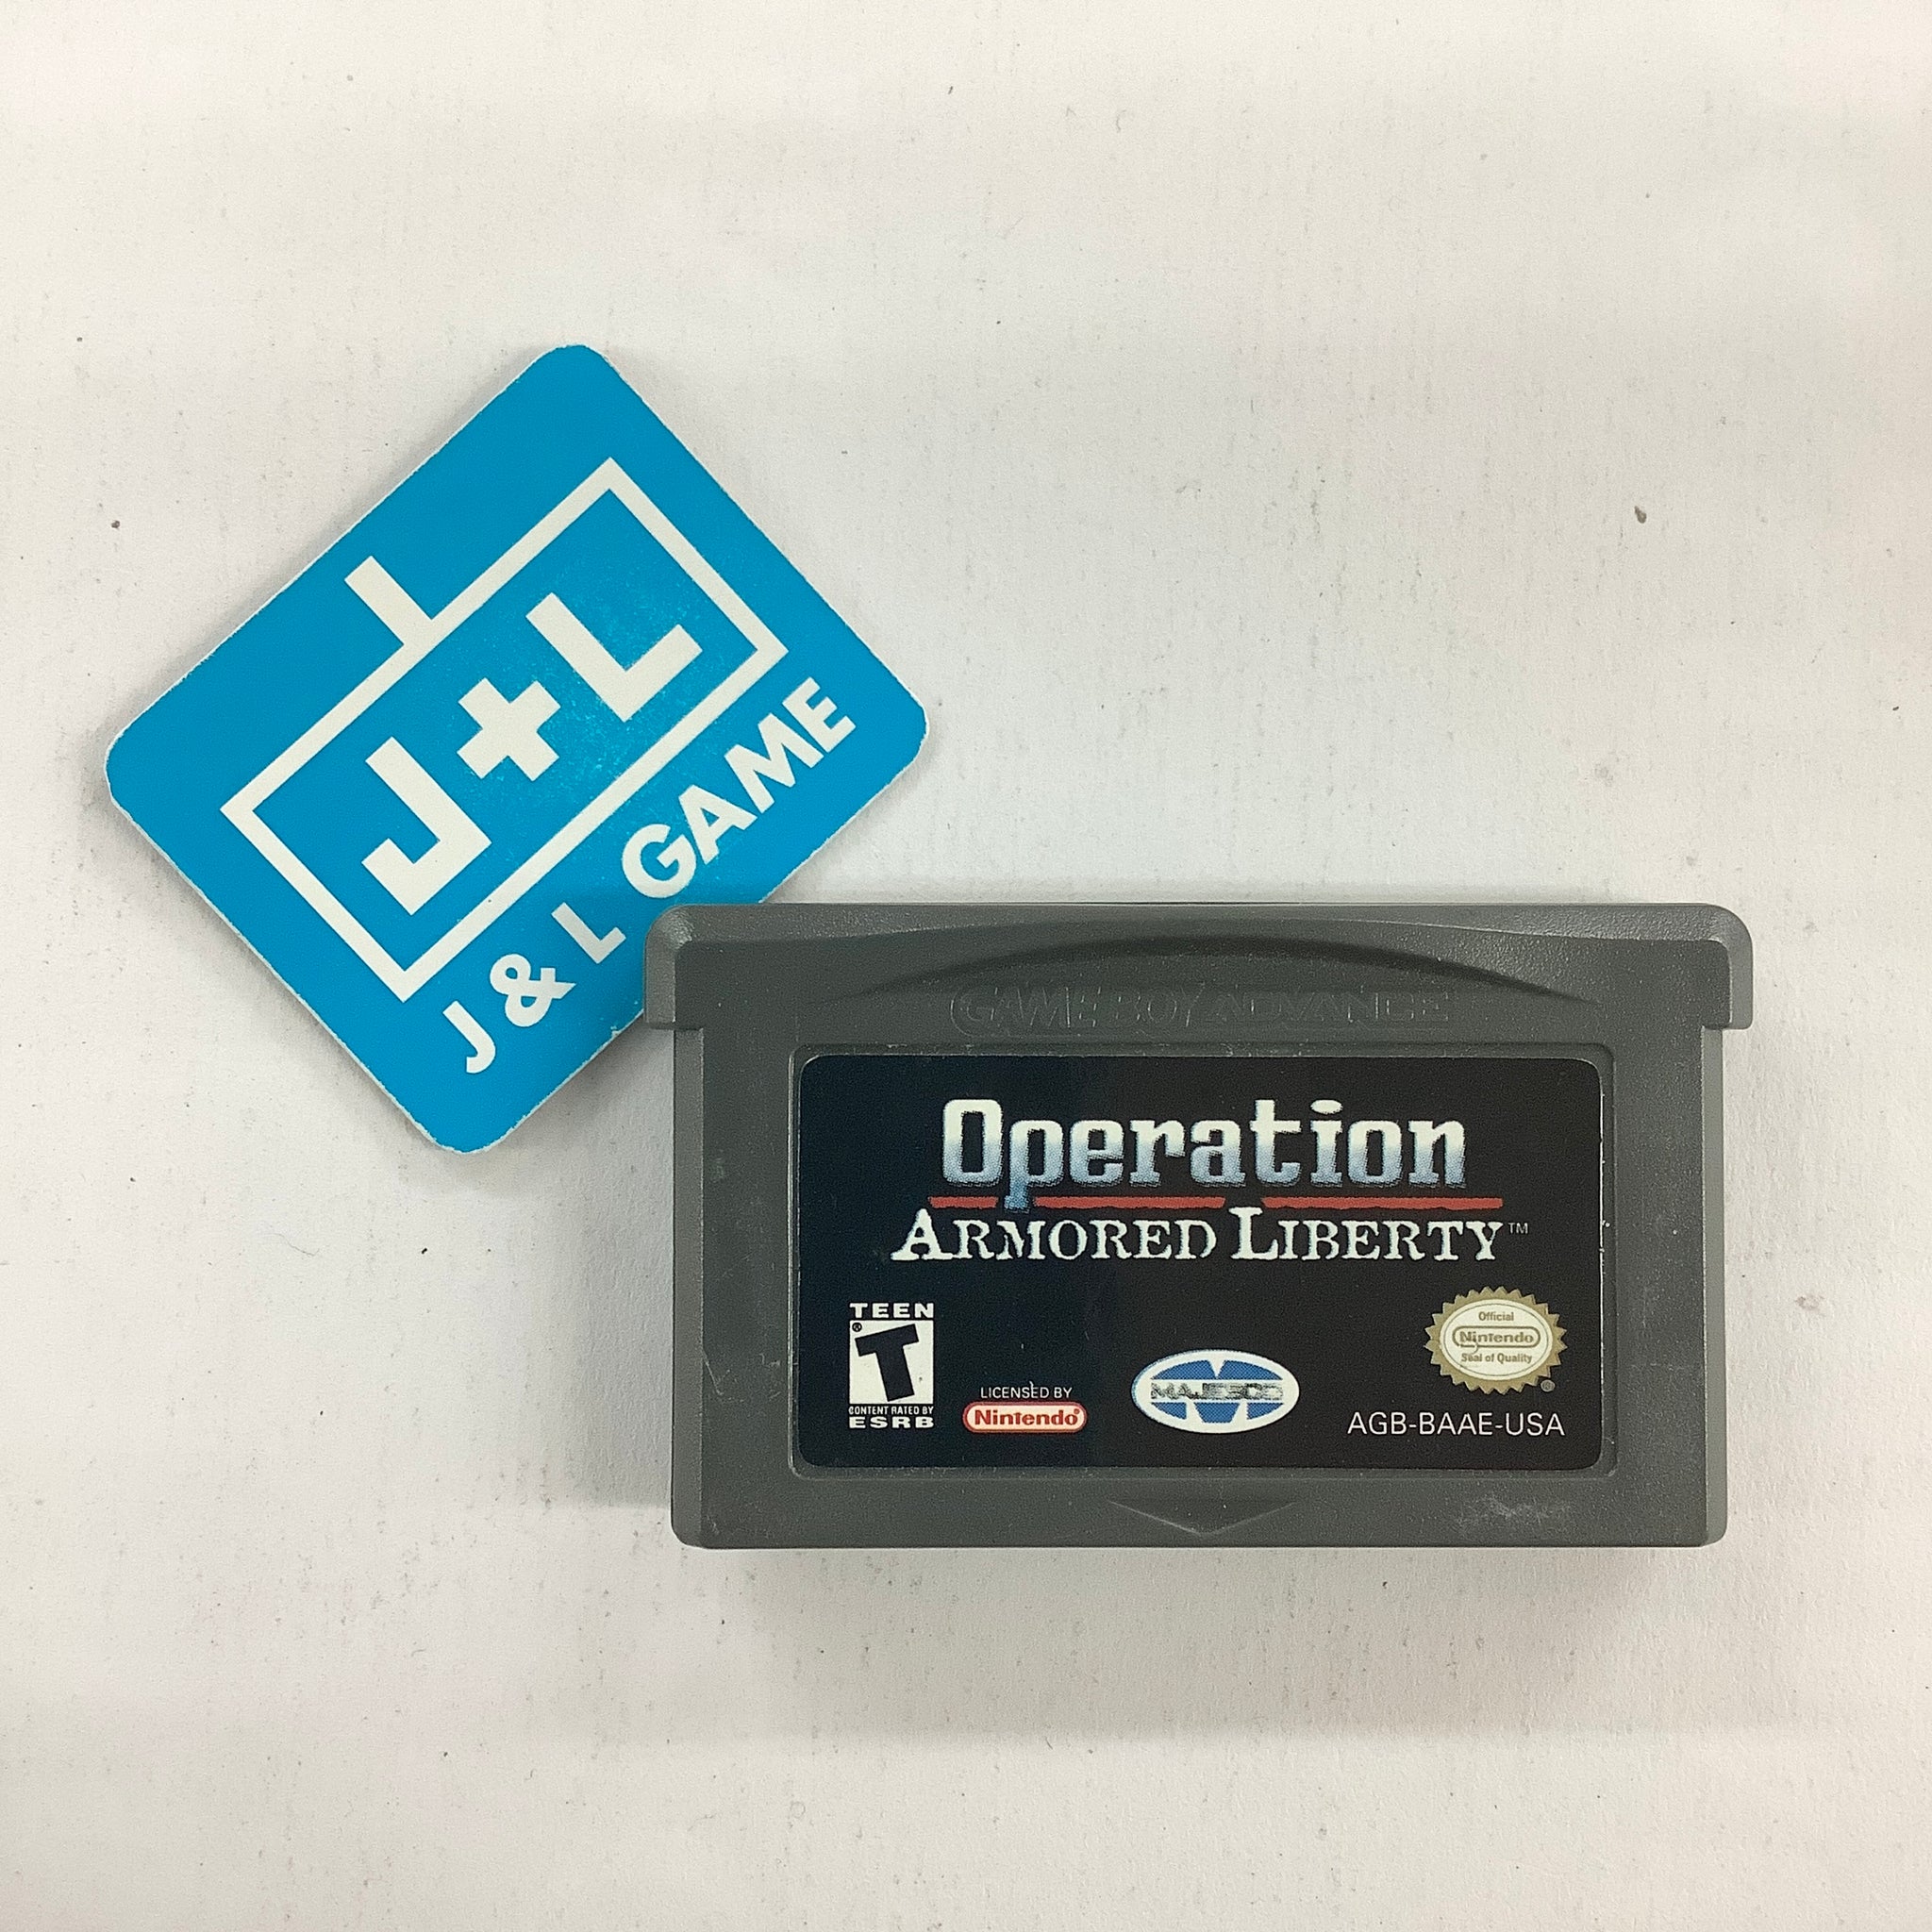 J+L
J & L GAME
GAME BOY ADVANCE
Operation
ARMORED LIBERTY™
TEEN
T
®
CONTENT RATED BY
ESRB
LICENSED BY
Nintendo®
MAJESCO
Official
Nintendo
Seal of Quality
®
AGB-BAAE-USA